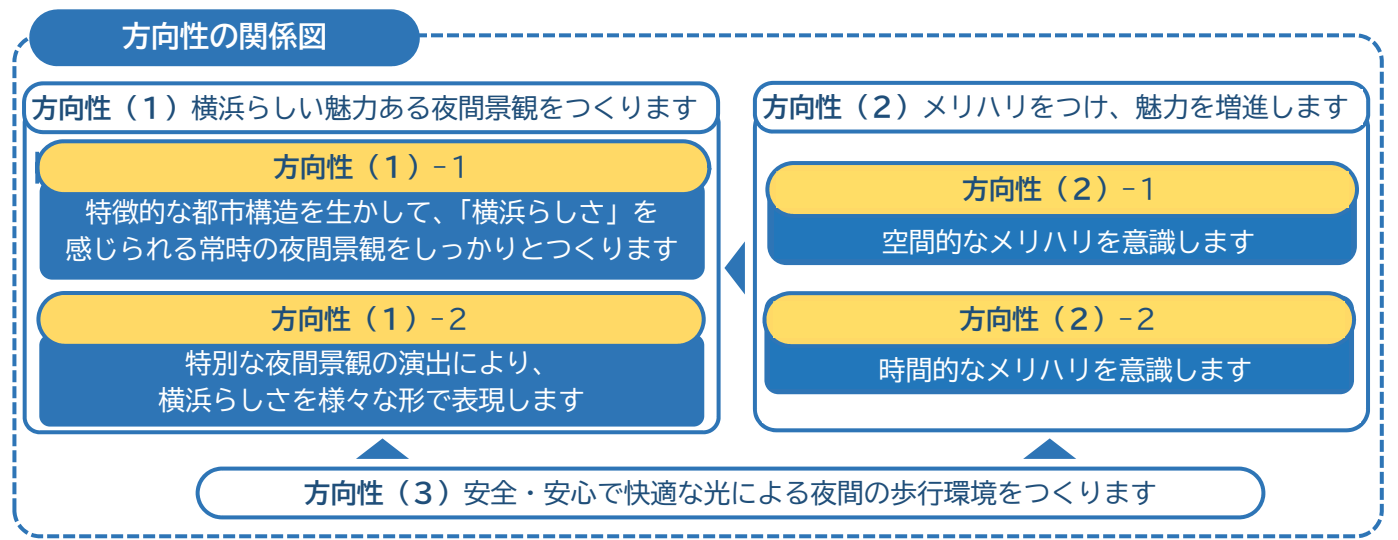 方向性の関係図
方向性（１）横浜らしい魅力ある夜間景観をつくります
方向性（１）-1
特徴的な都市構造を生かして、「横浜らしさ」を
感じられる常時の夜間景観をしっかりとつくります
方向性（１）-2
特別な夜間景観の演出により、
横浜らしさを様々な形で表現します
方向性（２）メリハリをつけ、魅力を増進します
方向性（２）-1
空間的なメリハリを意識します
方向性（２）-2
時間的なメリハリを意識します
方向性（３）安全・安心で快適な光による夜間の歩行環境をつくります